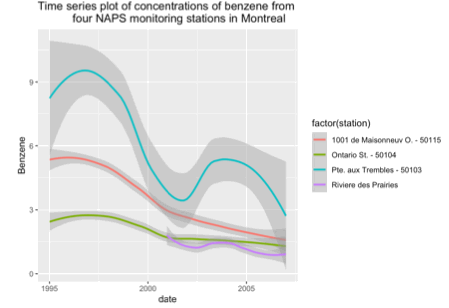 Time series plot of concentrations of benzene from
four NAPS monitoring stations in Montreal
Benzene
9
6
3
0
1995
2000
2005
date
factor(station)
1001 de Maisonneuv O. - 50115
Ontario St. - 50104
Pte. aux Trembles - 50103
Riviere des Prairies